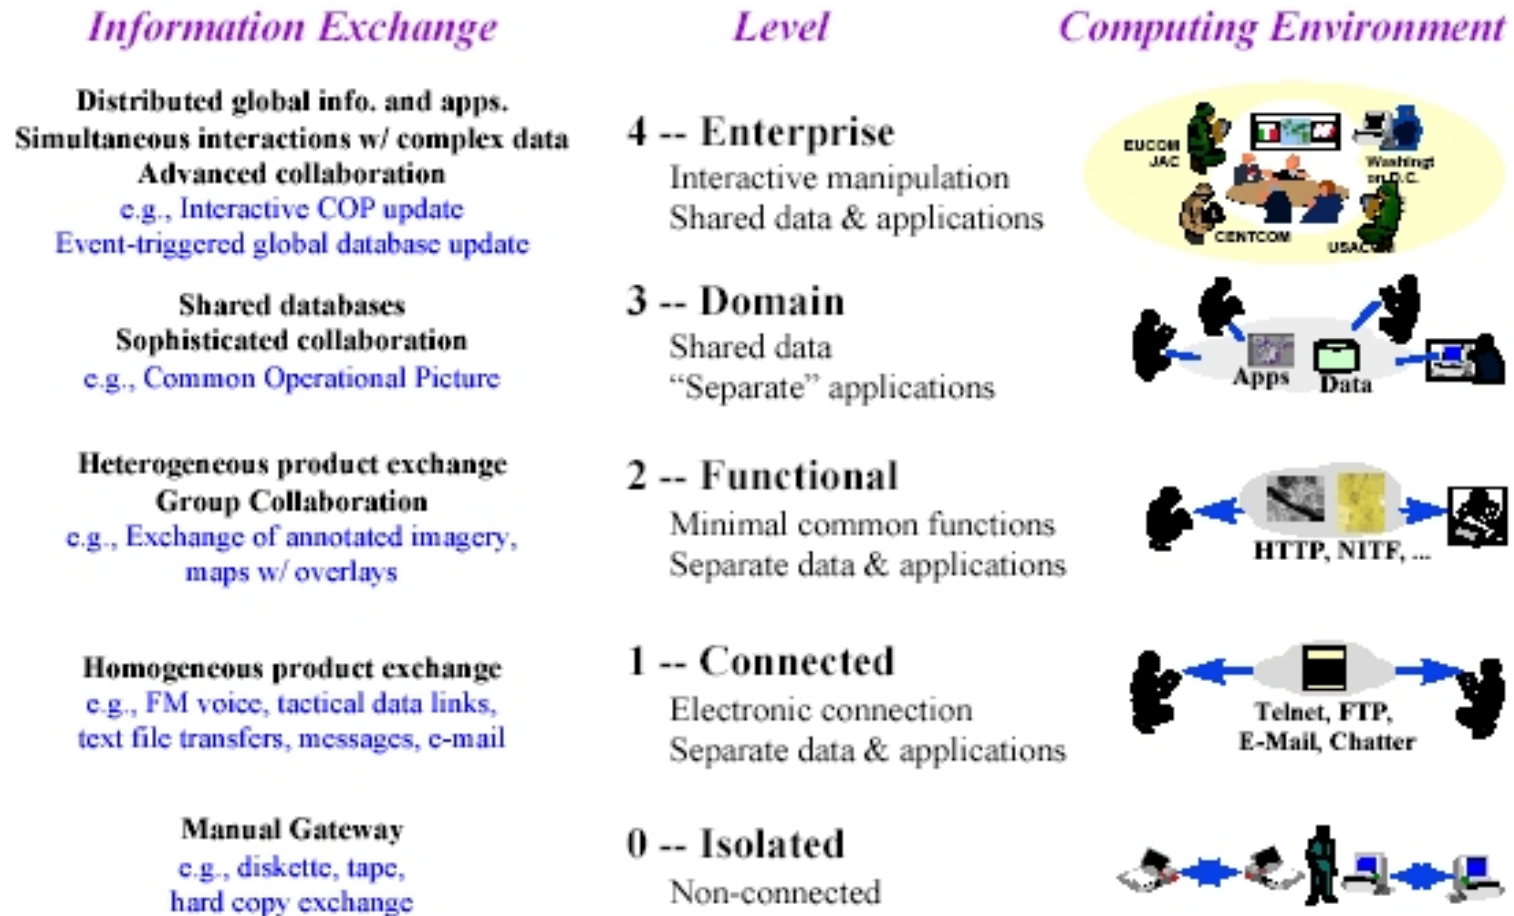 Information Exchange
Level
Computing Environment
Distributed global info. and apps.
Simultaneous interactions w/ complex data
Advanced collaboration
e.g., Interactive COP update
Event-triggered global database update
4 -- Enterprise
Interactive manipulation
Shared data & applications
EUCOM
JAC
Washingt
on D.C.
CENTCOM
USACOM
Shared databases
Sophisticated collaboration
e.g., Common Operational Picture
3 -- Domain
Shared data
“Separate” applications
Apps
Data
Heterogeneous product exchange
Group Collaboration
e.g., Exchange of annotated imagery,
maps w/ overlays
2 -- Functional
Minimal common functions
Separate data & applications
HTTP, NITF, ...
Homogeneous product exchange
e.g., FM voice, tactical data links,
text file transfers, messages, e-mail
1 -- Connected
Electronic connection
Separate data & applications
Telnet, FTP,
E-Mail, Chatter
Manual Gateway
e.g., diskette, tape,
hard copy exchange
0 -- Isolated
Non-connected